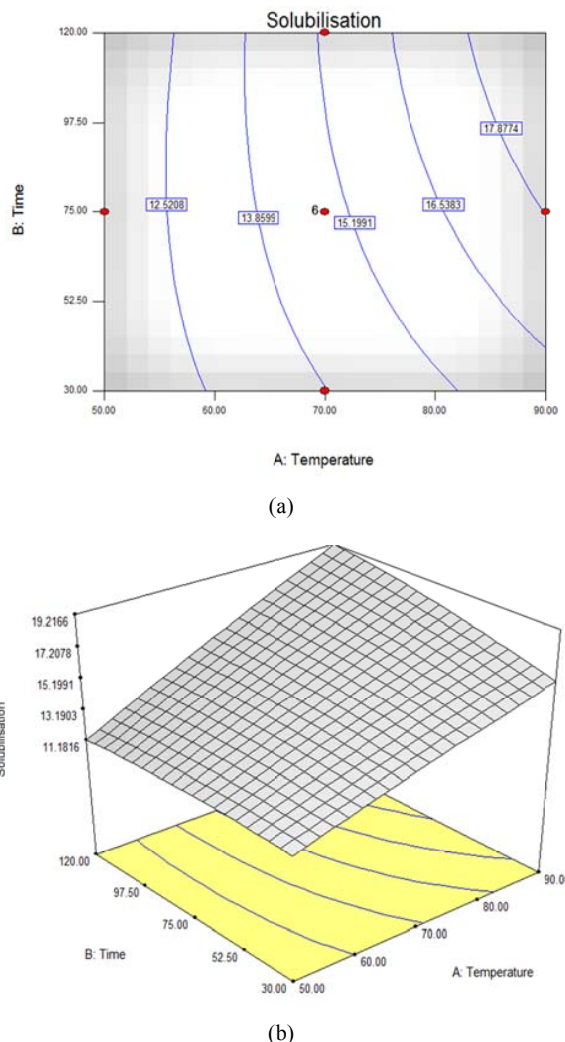 Solubilisation
120.00
97.50
75.00
52.50
30.00
B: Time
17.8774
12.5208
13.8599
15.1991
16.5383
6
50.00 60.00 70.00 80.00 90.00
A: Temperature
(a)
19.2166
17.2078
15.1991
13.1903
11.1816
Solubilisation
120.00
97.50
75.00
52.50
30.00
B: Time
50.00
60.00
70.00
80.00
90.0
A: Temperature
(b)